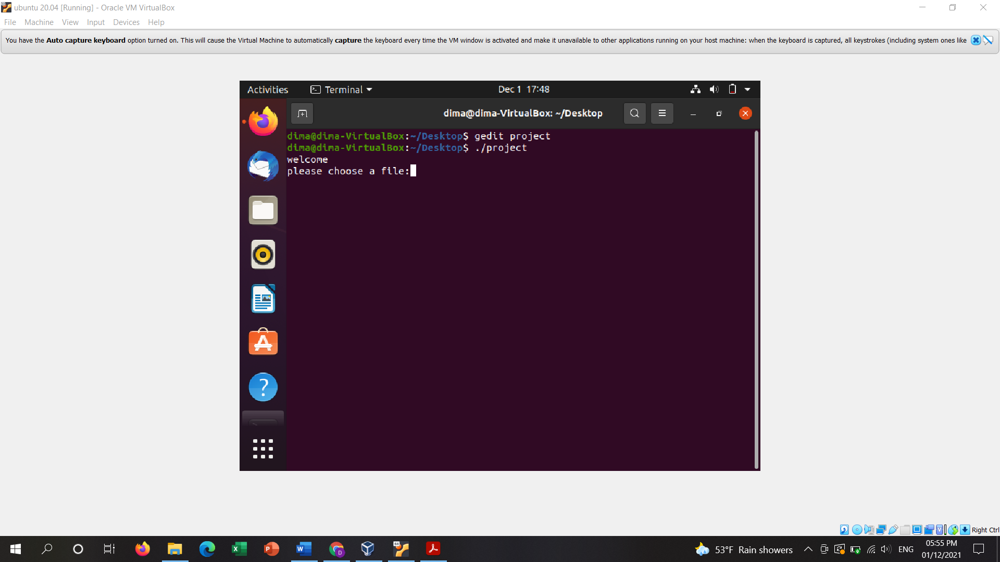 ubuntu 20.04 [Running] - Oracle VM VirtualBox
File Machine View Input Devices Help
You have the Auto capture keyboard option turned on. This will cause the Virtual Machine to automatically capture the keyboard every time the VM window is activated and make it unavailable to other applications running on your host machine: when the keyboard is captured, all keystrokes (including system ones like
Activities Terminal Dec 1 17:48
dima@dima-VirtualBox: ~/Desktop
dima@dima-VirtualBox:~/Desktop$ gedit project
dima@dima-VirtualBox:~/Desktop$ ./project
welcome
please choose a file:
Right Ctrl
53°F Rain showers ENG
05:55 PM
01/12/2021